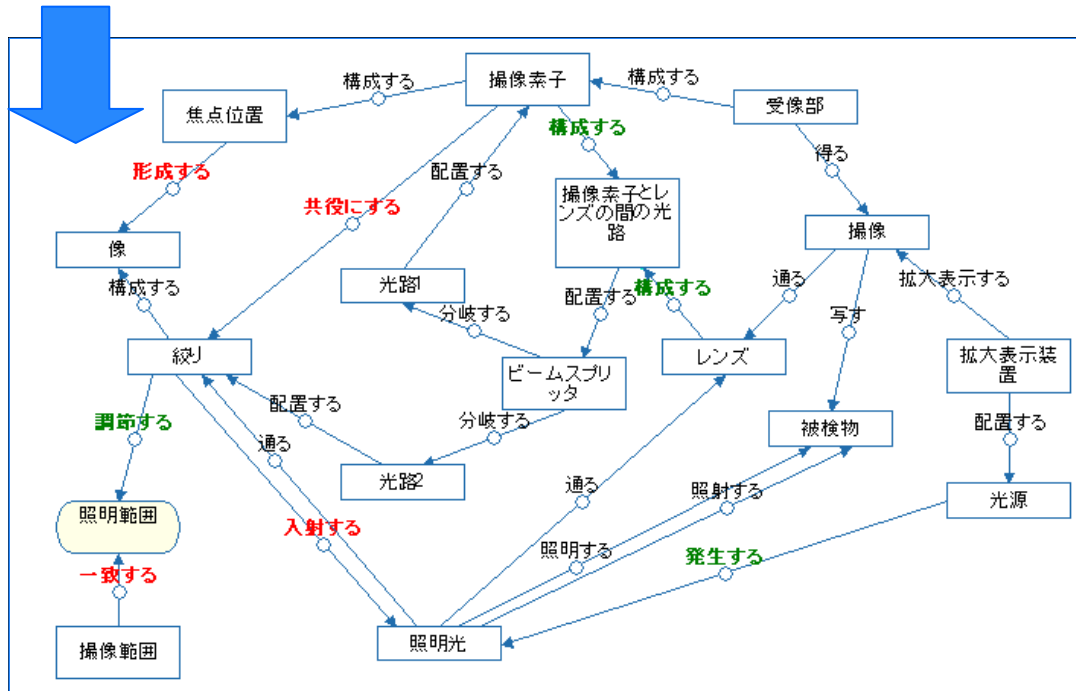 構成する
撮像素子
構成する
焦点位置
受像部
構成する
形成する
配置する
得る
共役にする
撮像素子とレ
ンズの間の光
路
像
撮像
構成する
光路1
配置する
構成する
通る
拡大表示する
分岐する
写す
絞り
レンズ
拡大表示装
置
ビームスプリ
ッタ
配置する
調節する
通る
分岐する
被検物
配置する
光路2
照明範囲
通る
照射する
光源
入射する
照明する
発生する
一致する
撮像範囲
照明光